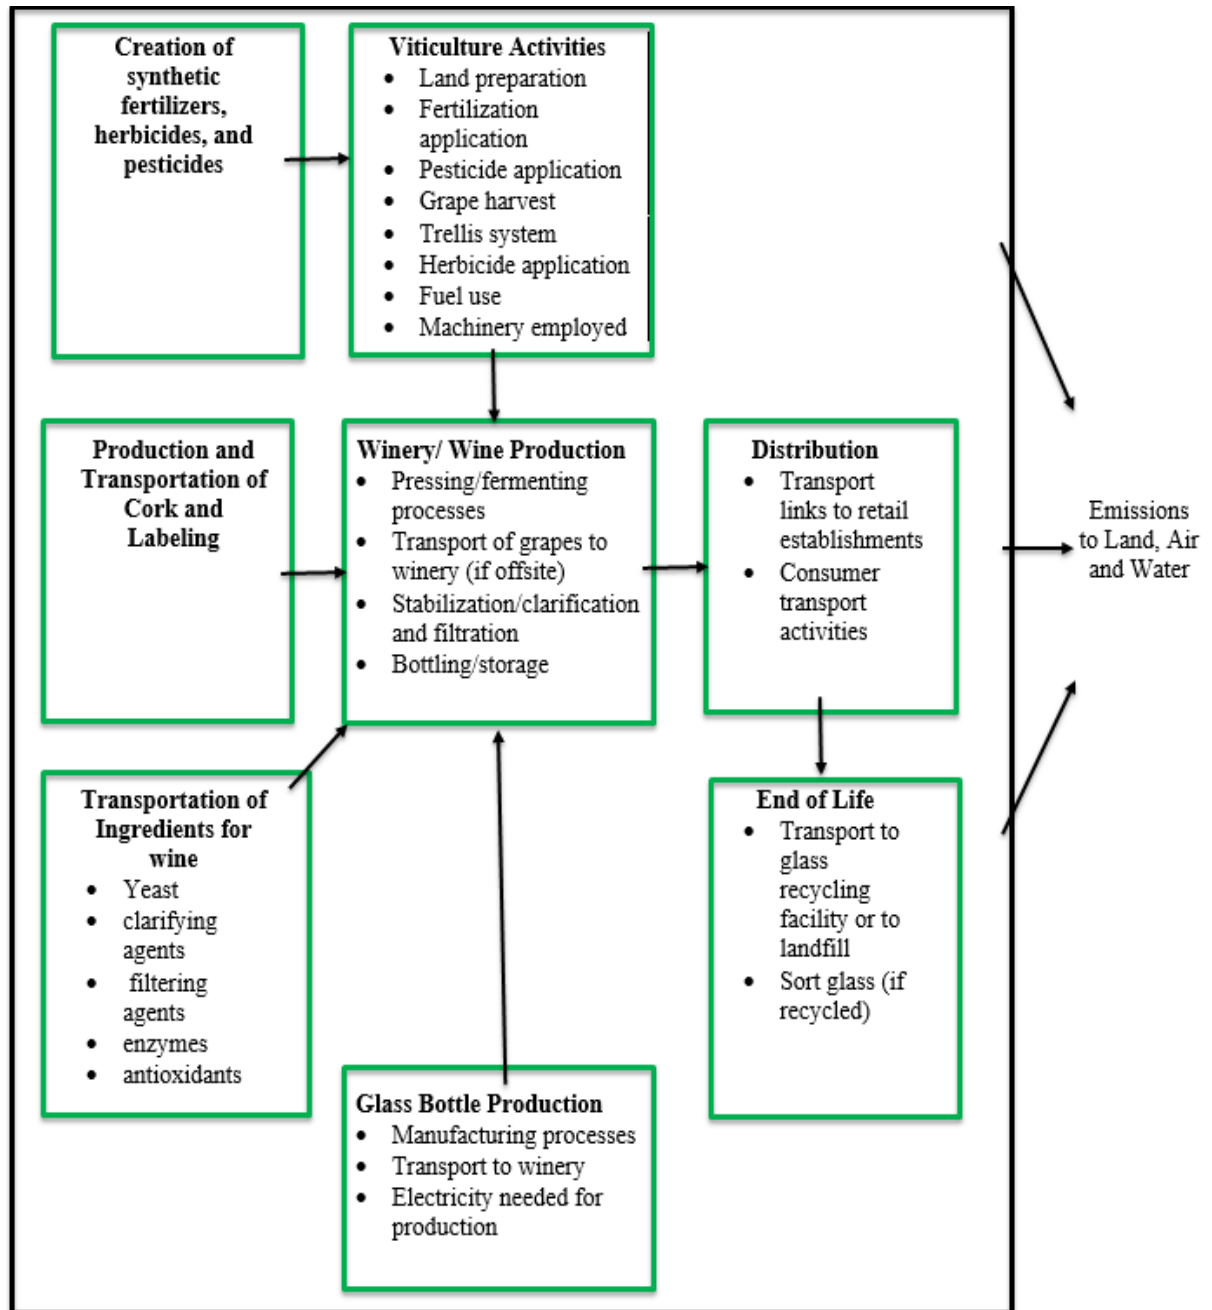 Creation of
synthetic
fertilizers,
herbicides, and
pesticides
Viticulture Activities
• Land preparation
• Fertilization
application
• Pesticide application
• Grape harvest
• Trellis system
• Herbicide application
• Fuel use
• Machinery employed
Production and
Transportation of
Cork and
Labeling
Winery/ Wine Production
• Pressing/fermenting
processes
• Transport of grapes to
winery (if offsite)
• Stabilization/clarification
and filtration
• Bottling/storage
Distribution
• Transport
links to retail
establishments
• Consumer
transport
activities
Emissions
to Land, Air
and Water
Transportation of
Ingredients for
wine
• Yeast
• clarifying
agents
• filtering
agents
• enzymes
• antioxidants
End of Life
• Transport to
glass
recycling
facility or to
landfill
• Sort glass (if
recycled)
Glass Bottle Production
• Manufacturing processes
• Transport to winery
• Electricity needed for
production